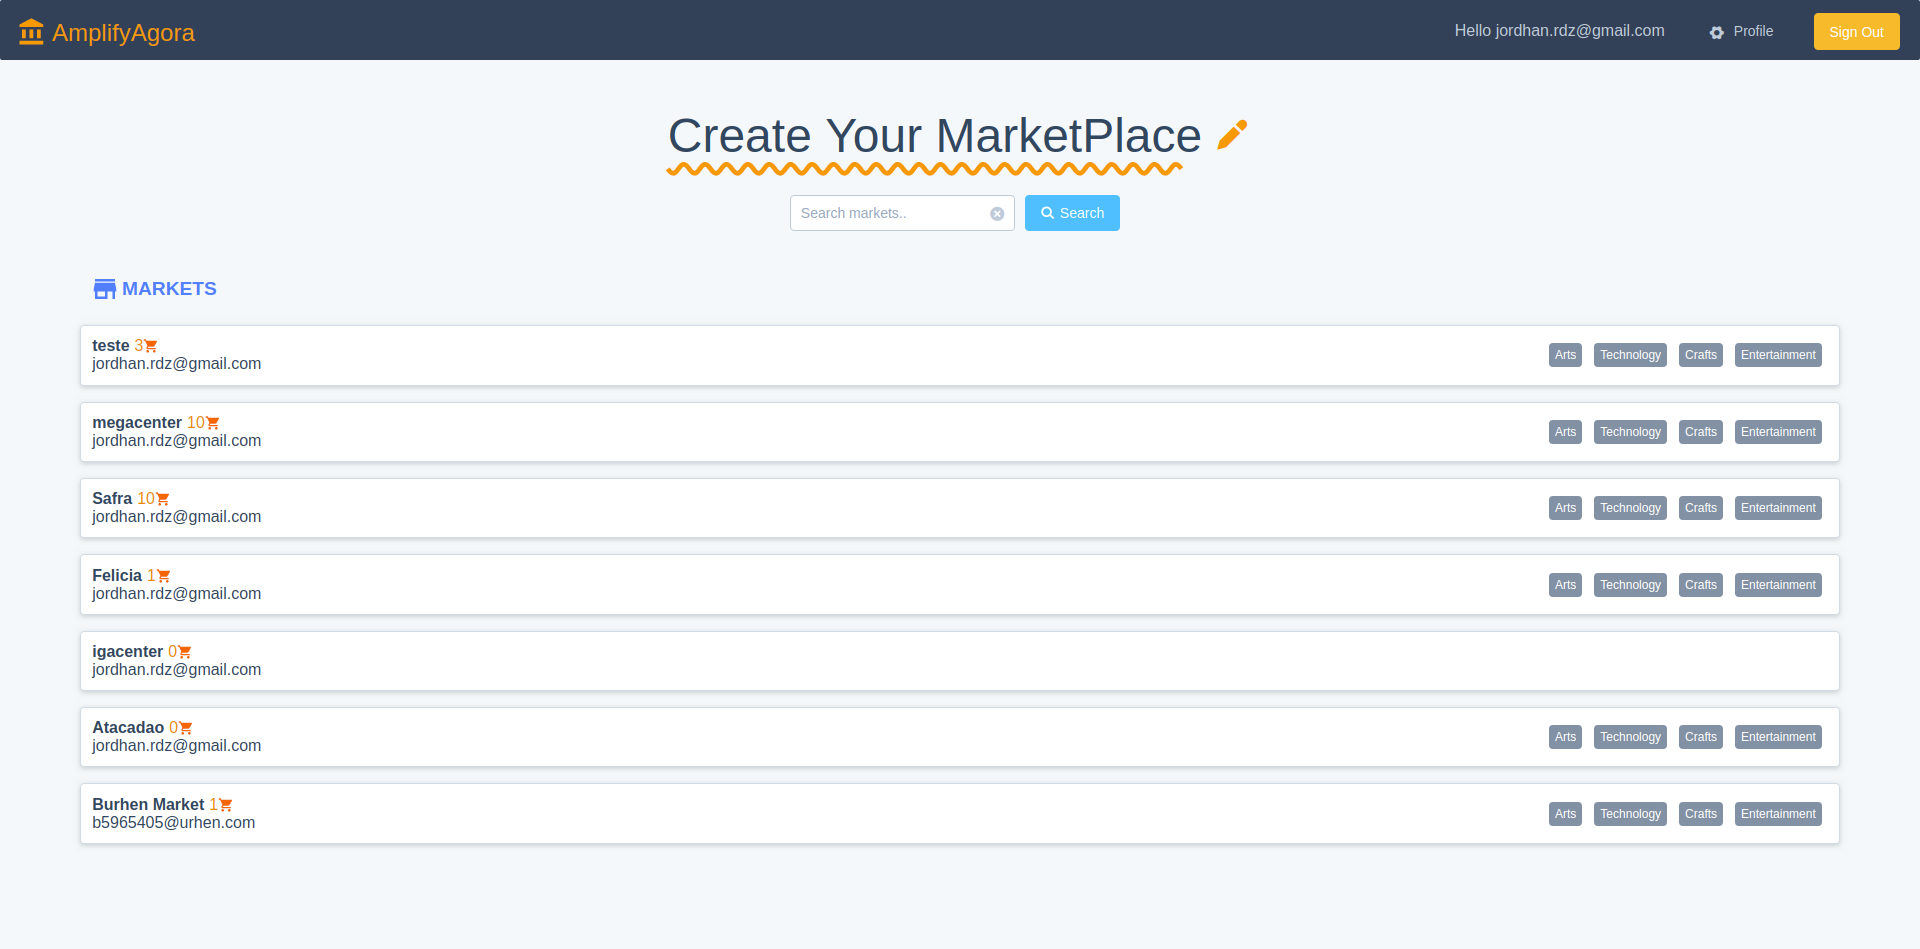 AmplifyAgora
Hello jordhan.rdz@gmail.com
Profile
Sign Out
Create Your MarketPlace
Search markets..
Search
MARKETS
teste 3
jordhan.rdz@gmail.com
Arts Technology Crafts Entertainment
megacenter 10
jordhan.rdz@gmail.com
Arts Technology Crafts Entertainment
Safra 10
jordhan.rdz@gmail.com
Arts Technology Crafts Entertainment
Felicia 1
jordhan.rdz@gmail.com
Arts Technology Crafts Entertainment
igacenter 0
jordhan.rdz@gmail.com
Atacadao 0
jordhan.rdz@gmail.com
Arts Technology Crafts Entertainment
Burhen Market 1
b5965405@urhen.com
Arts Technology Crafts Entertainment